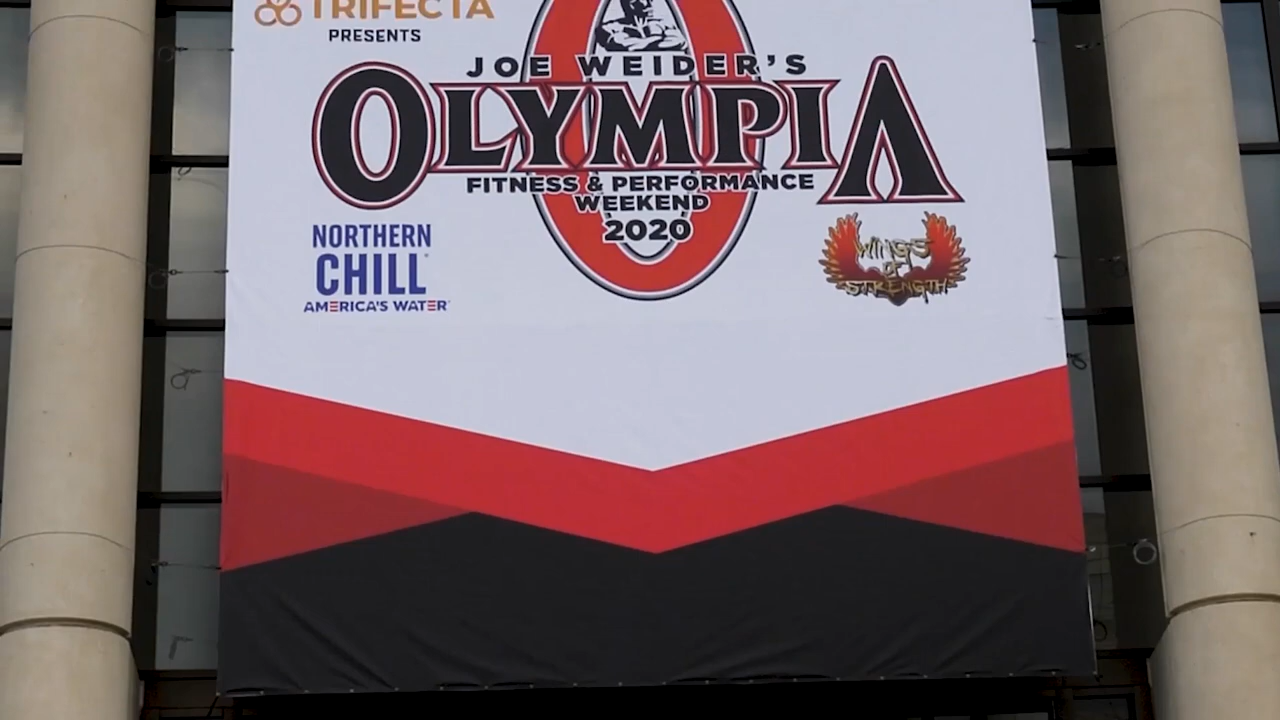 TRIFECTA
PRESENTS
JOE WEIDER'S
OLYMPIA
FITNESS & PERFORMANCE
WEEKEND
2020
NORTHERN
CHILL
AMERICA'S WATER
WINGS
OF
STRENGTH